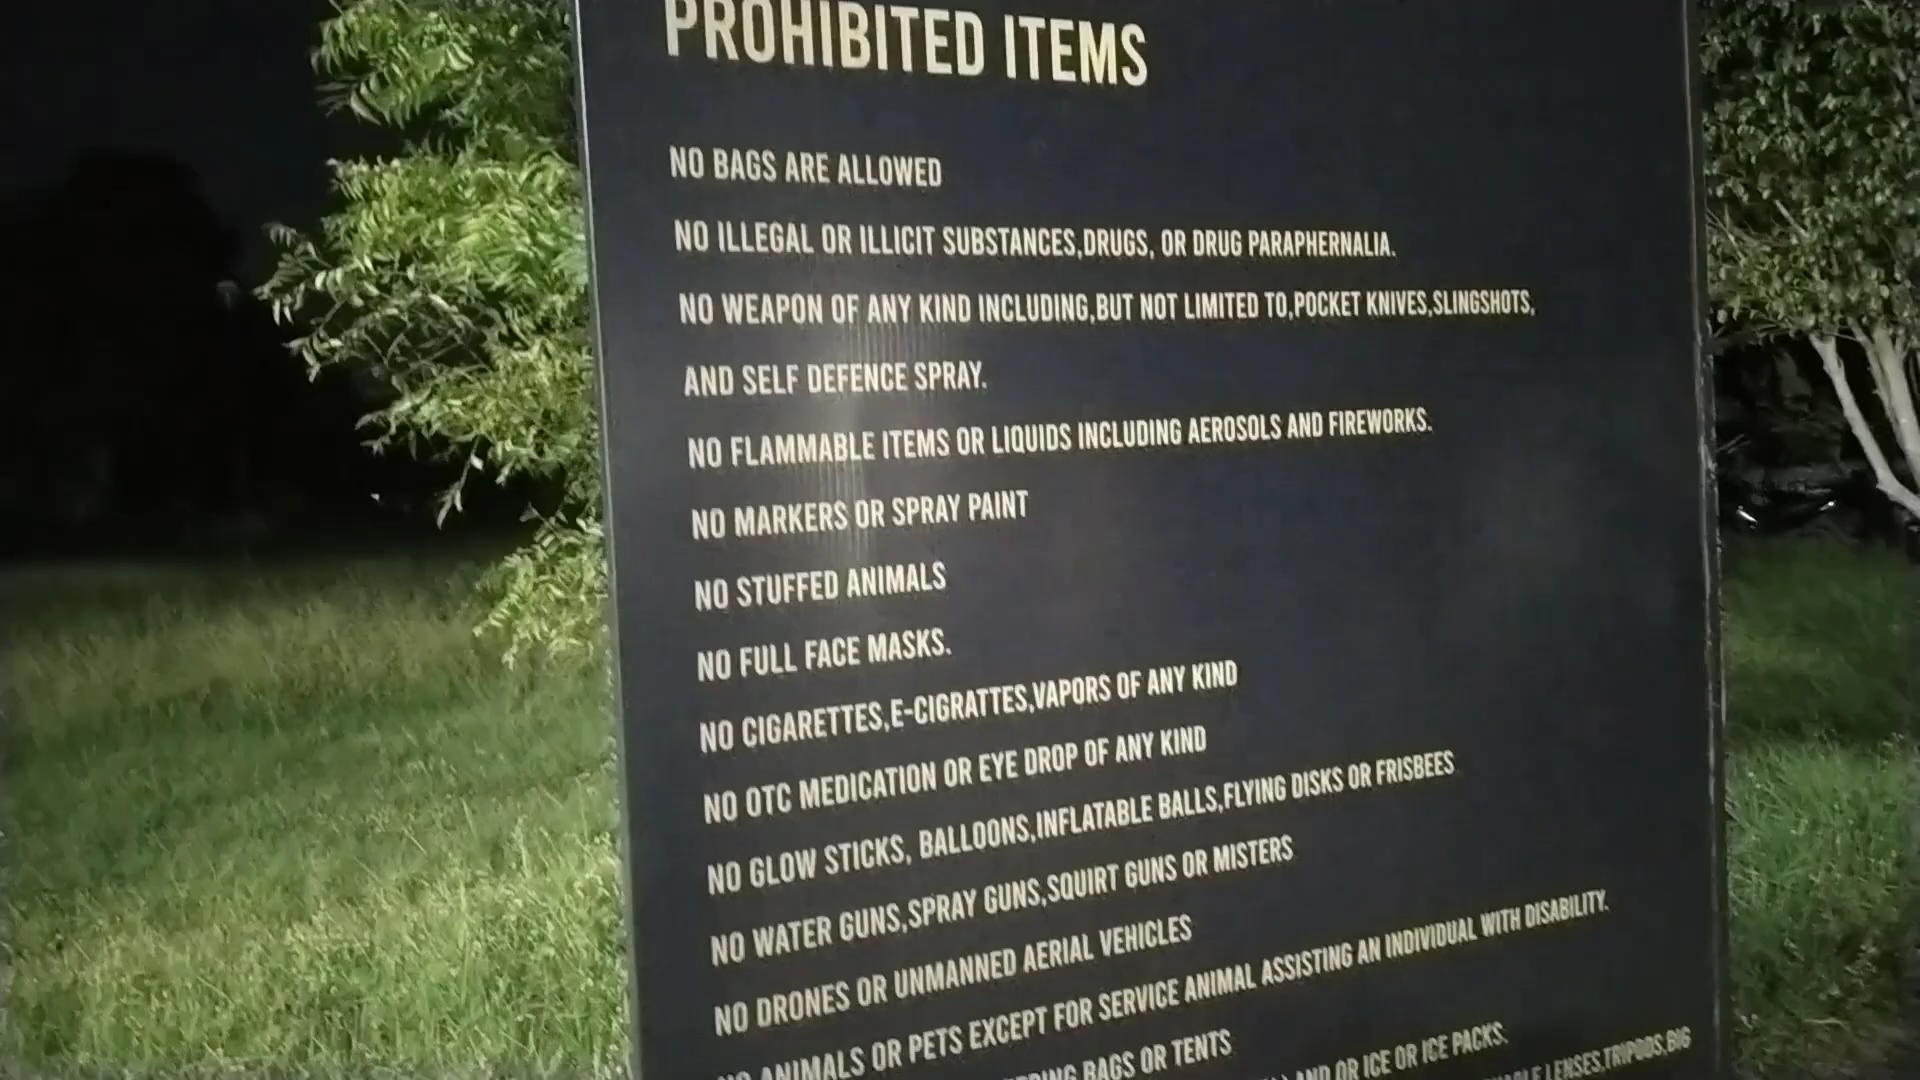 PROHIBITED ITEMS
NO BAGS ARE ALLOWED
NO ILLEGAL OR ILLICIT SUBSTANCES,DRUGS, OR DRUG PARAPHERNALIA.
NO WEAPON OF ANY KIND INCLUDING,BUT NOT LIMITED TO,POCKET KNIVES,SLINGSHOTS,
AND SELF DEFENCE SPRAY.
NO FLAMMABLE ITEMS OR LIQUIDS INCLUDING AEROSOLS AND FIREWORKS.
NO MARKERS OR SPRAY PAINT
NO STUFFED ANIMALS
NO FULL FACE MASKS.
NO CIGARETTES,E-CIGRATTES,VAPORS OF ANY KIND
NO OTC MEDICATION OR EYE DROP OF ANY KIND
NO GLOW STICKS, BALLOONS,INFLATABLE BALLS,FLYING DISKS OR FRISBEES
NO WATER GUNS,SPRAY GUNS,SQUIRT GUNS OR MISTERS
NO DRONES OR UNMANNED AERIAL VEHICLES
NO ANIMALS OR PETS EXCEPT FOR SERVICE ANIMAL ASSISTING AN INDIVIDUAL WITH DISABILITY.
BAGS OR TENTS
AND OR ICE OR ICE PACKS.
LENSES,TRIPODS,BIG